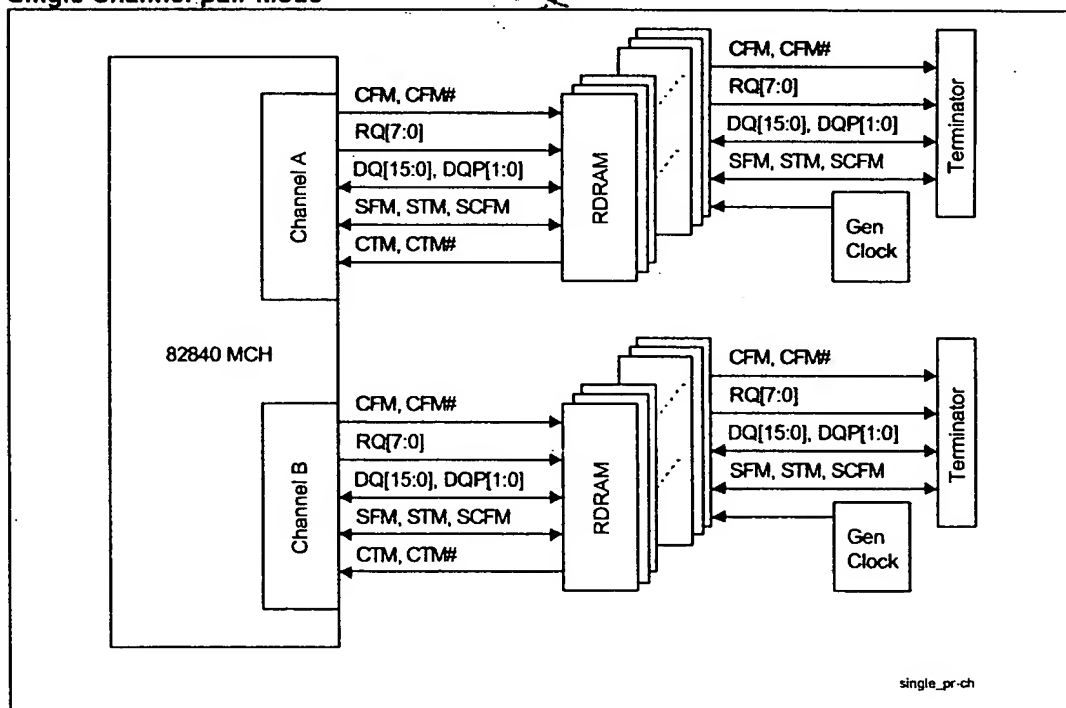 Single Channel-pair Mode
82840 MCH
Channel A
CFM, CFM#
RQ[7:0]
DQ[15:0], DQP[1:0]
SFM, STM, SCFM
CTM, CTM#
RDRAM
CFM, CFM#
RQ[7:0]
DQ[15:0], DQP[1:0]
SFM, STM, SCFM
Gen
Clock
Terminator
Channel B
CFM, CFM#
RQ[7:0]
DQ[15:0], DQP[1:0]
SFM, STM, SCFM
CTM, CTM#
RDRAM
CFM, CFM#
RQ[7:0]
DQ[15:0], DQP[1:0]
SFM, STM, SCFM
Gen
Clock
Terminator
single_pr-ch